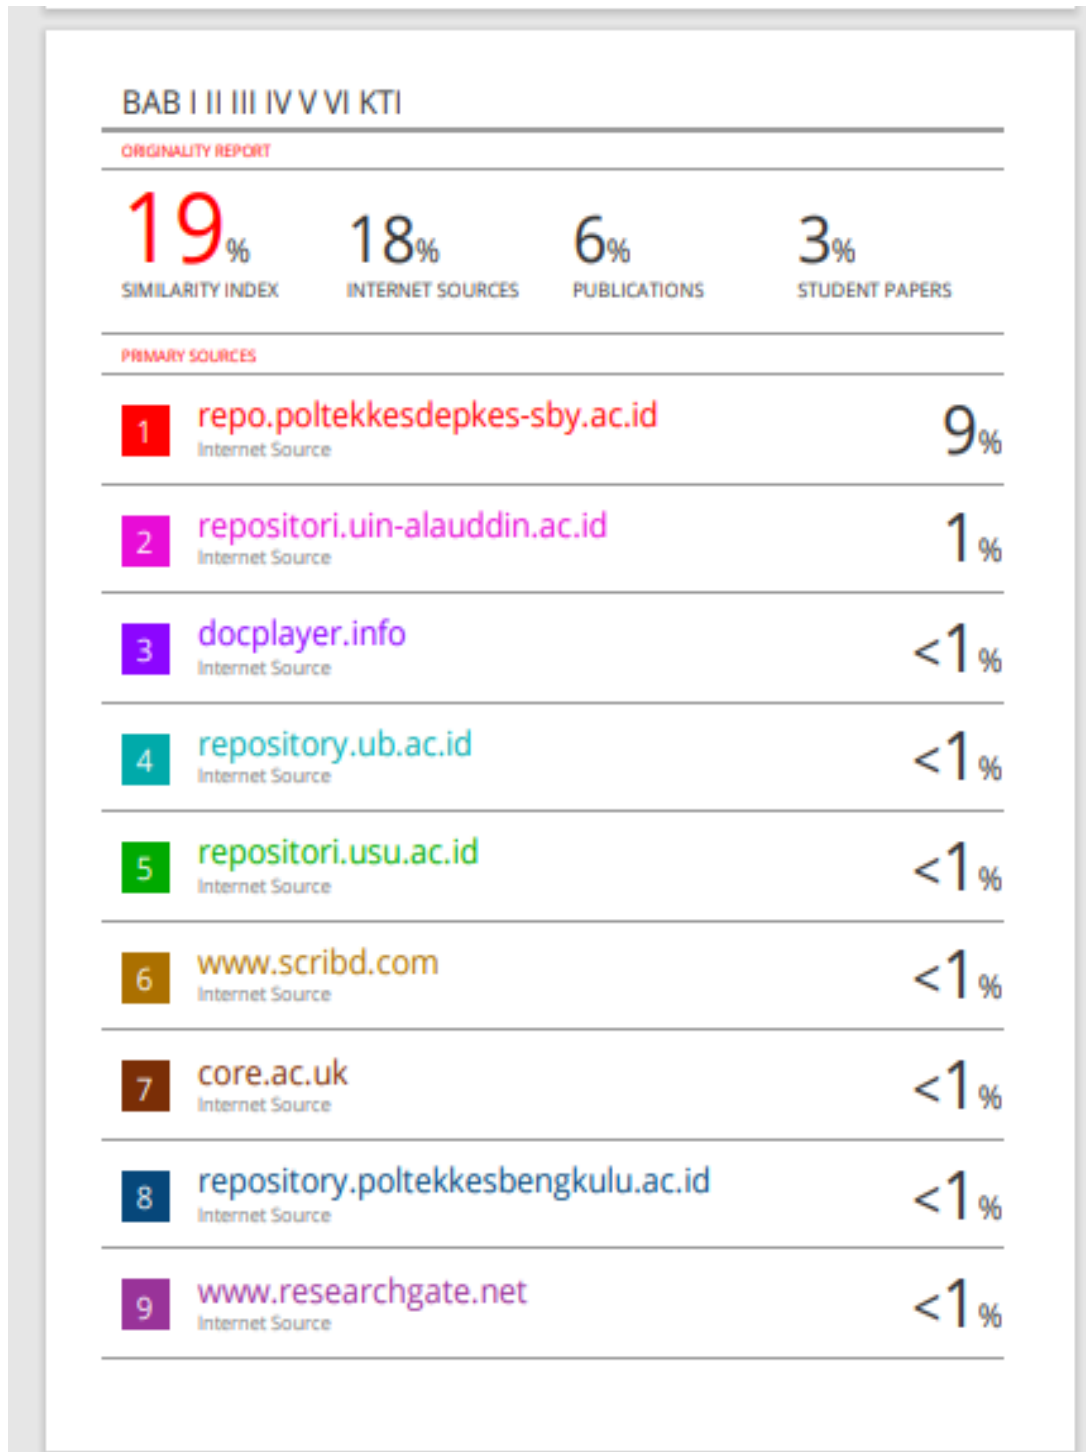 BAB I II III IV V VI KTI
ORIGINALITY REPORT
19% 18% 6% 3%
SIMILARITY INDEX INTERNET SOURCES PUBLICATIONS STUDENT PAPERS
PRIMARY SOURCES
1 repo.poltekkesdepkes-sby.ac.id 9%
Internet Source
2 repositori.uin-alauddin.ac.id 1%
Internet Source
3 docplayer.info <1%
Internet Source
4 repository.ub.ac.id <1%
Internet Source
5 repositori.usu.ac.id <1%
Internet Source
6 www.scribd.com <1%
Internet Source
7 core.ac.uk <1%
Internet Source
8 repository.poltekkesbengkulu.ac.id <1%
Internet Source
9 www.researchgate.net <1%
Internet Source